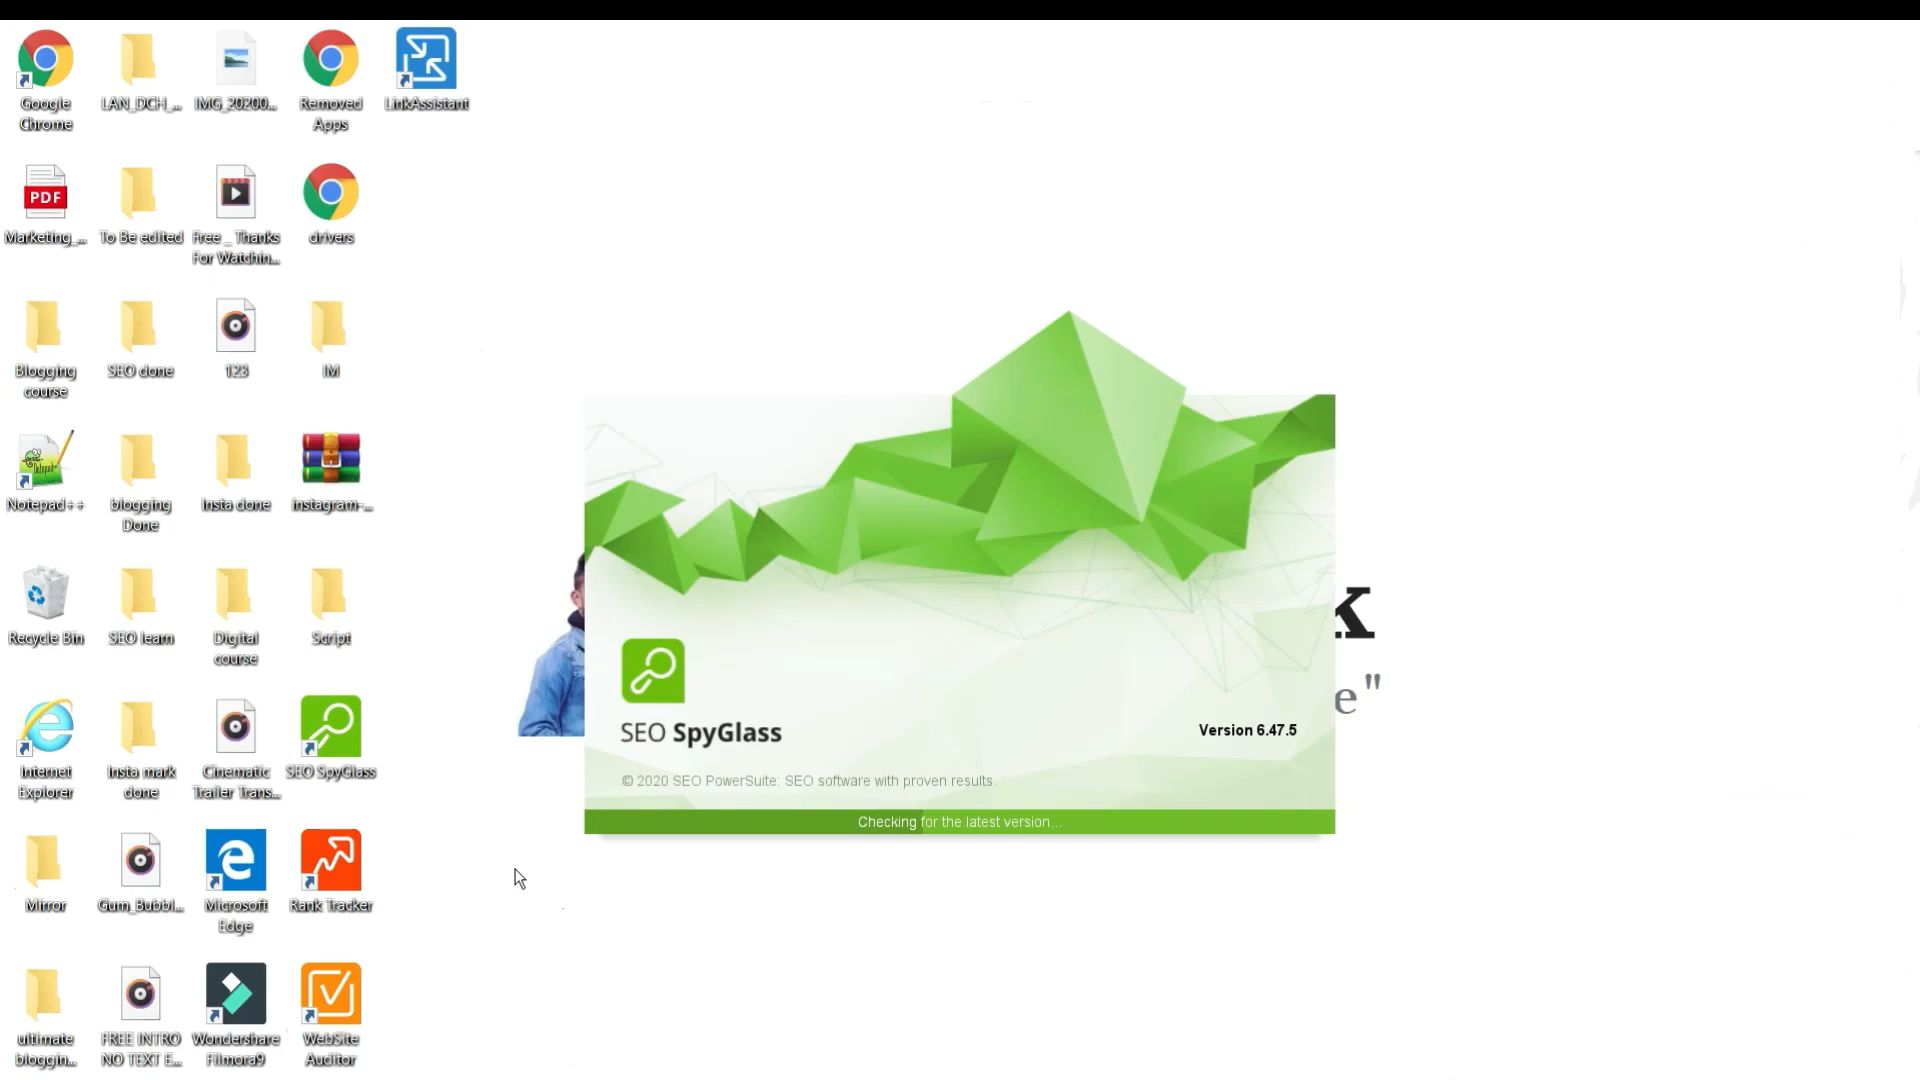 Google
Chrome
LAN_DCH_...
IMG_20200...
Removed
Apps
LinkAssistant
PDF
Marketing_...
To Be edited
Free _ Thanks
For Watchin...
drivers
Blogging
course
SEO done
123
IM
Notepad++
blogging
Done
Insta done
instagram-...
Recycle Bin
SEO learn
Digital
course
Script
Internet
Explorer
Insta mark
done
Cinematic
Trailer Trans...
SEO SpyGlass
Mirror
Gum_Bubbl...
Microsoft
Edge
Rank Tracker
ultimate
bloggin...
FREE INTRO
NO TEXT E...
Wondershare
Filmora9
WebSite
Auditor
k
e"
SEO SpyGlass
Version 6.47.5
© 2020 SEO PowerSuite: SEO software with proven results.
Checking for the latest version...